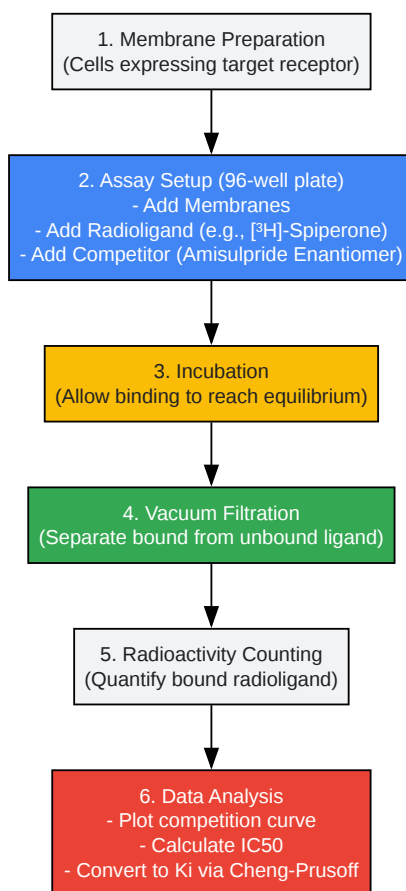 1. Membrane Preparation
(Cells expressing target receptor)
2. Assay Setup (96-well plate)
- Add Membranes
- Add Radioligand (e.g., [³H]-Spiperone)
- Add Competitor (Amisulpride Enantiomer)
3. Incubation
(Allow binding to reach equilibrium)
4. Vacuum Filtration
(Separate bound from unbound ligand)
5. Radioactivity Counting
(Quantify bound radioligand)
6. Data Analysis
- Plot competition curve
- Calculate IC50
- Convert to Ki via Cheng-Prusoff